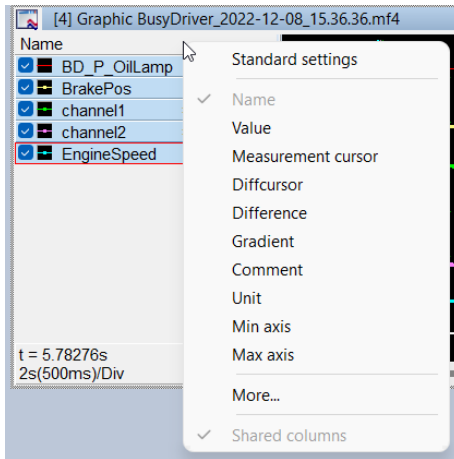 [4] Graphic BusyDriver_2022-12-08_15.36.36.mf4
Name
BD_P_OilLamp
BrakePos
channel1
channel2
EngineSpeed
t = 5.78276s
2s(500ms)/Div
Standard settings
Name
Value
Measurement cursor
Diffcursor
Difference
Gradient
Comment
Unit
Min axis
Max axis
More...
Shared columns